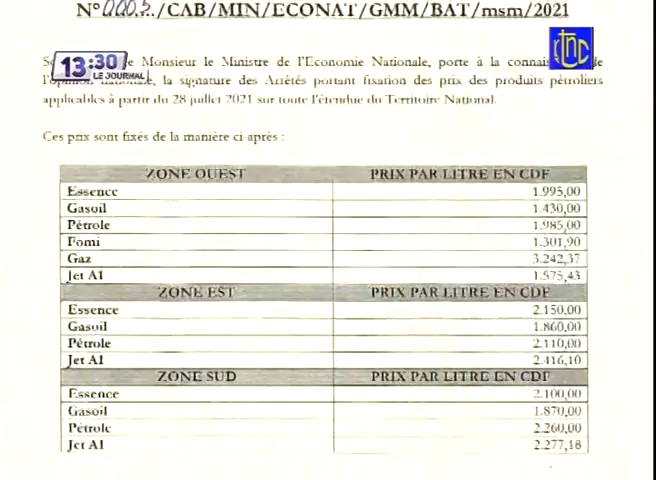 N° 000.5./CAB/MIN/ECONAT/GMM/BAT/msm/2021
rtnc
13:30
LE JOURNAL
Monsieur le Ministre de l'Economie Nationale, porte à la
la signature des Arrêtés portant fixation des prix des produits pétroliers
applicables à partir du 28 juillet 2021 sur toute l'étendue du Territoire National.
Ces prix sont fixés de la manière ci après :
ZONE OUEST PRIX PAR LITRE EN CDF
Essence 1.995,00
Gasoil 1.430,00
Pétrole 1.985,00
Fomi 1.301,90
Gaz 3.242,37
Jet A1 1.575,43
ZONE EST PRIX PAR LITRE EN CDF
Essence 2.150,00
Gasoil 1.860,00
Pétrole 2.110,00
Jet A1 2.416,10
ZONE SUD PRIX PAR LITRE EN CDF
Essence 2.100,00
Gasoil 1.870,00
Pétrole 2.260,00
Jet A1 2.277,18